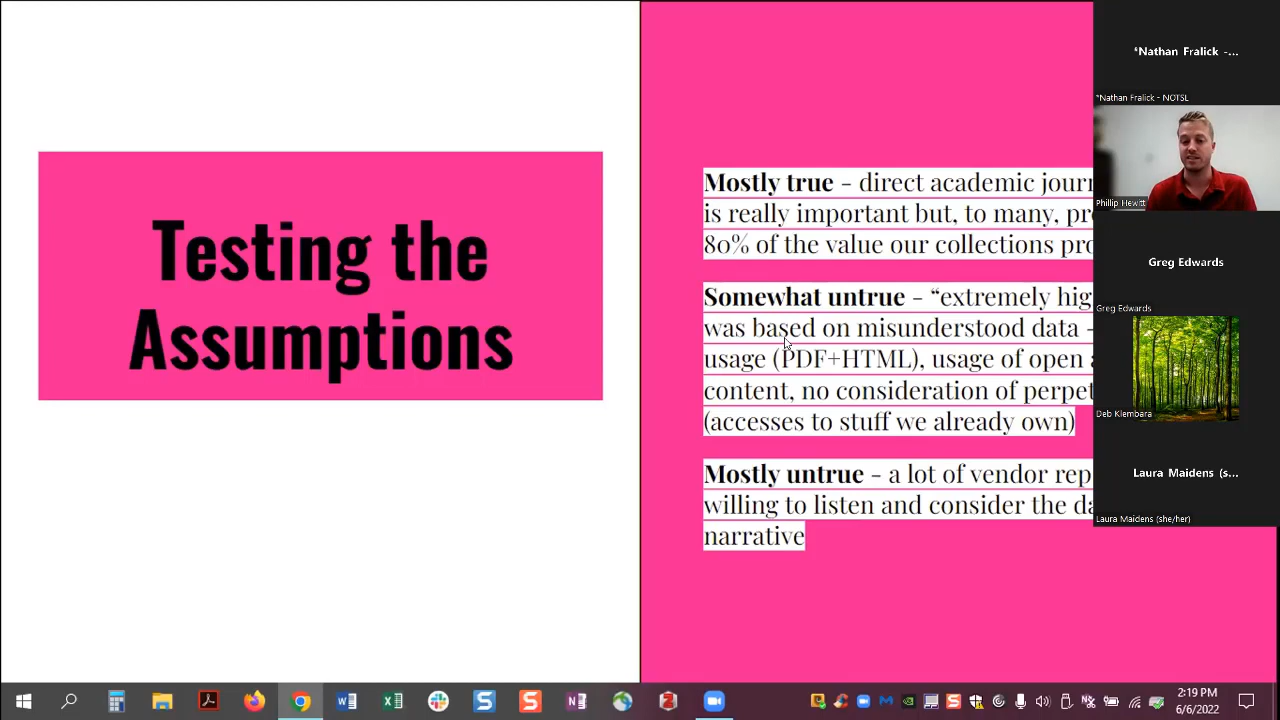 Testing the
Assumptions
Mostly true - direct academic jour
is really important but, to many, pr
80% of the value our collections pro
Somewhat untrue - “extremely hig
was based on misunderstood data -
usage (PDF+HTML), usage of open
content, no consideration of perpet
(accesses to stuff we already own)
Mostly untrue - a lot of vendor rep
willing to listen and consider the da
narrative
*Nathan Fralick -...
*Nathan Fralick - NOTSL
Phillip Hewitt
Greg Edwards
Greg Edwards
Deb Klembara
Laura Maidens (s...
Laura Maidens (she/her)
2:19 PM
6/6/2022